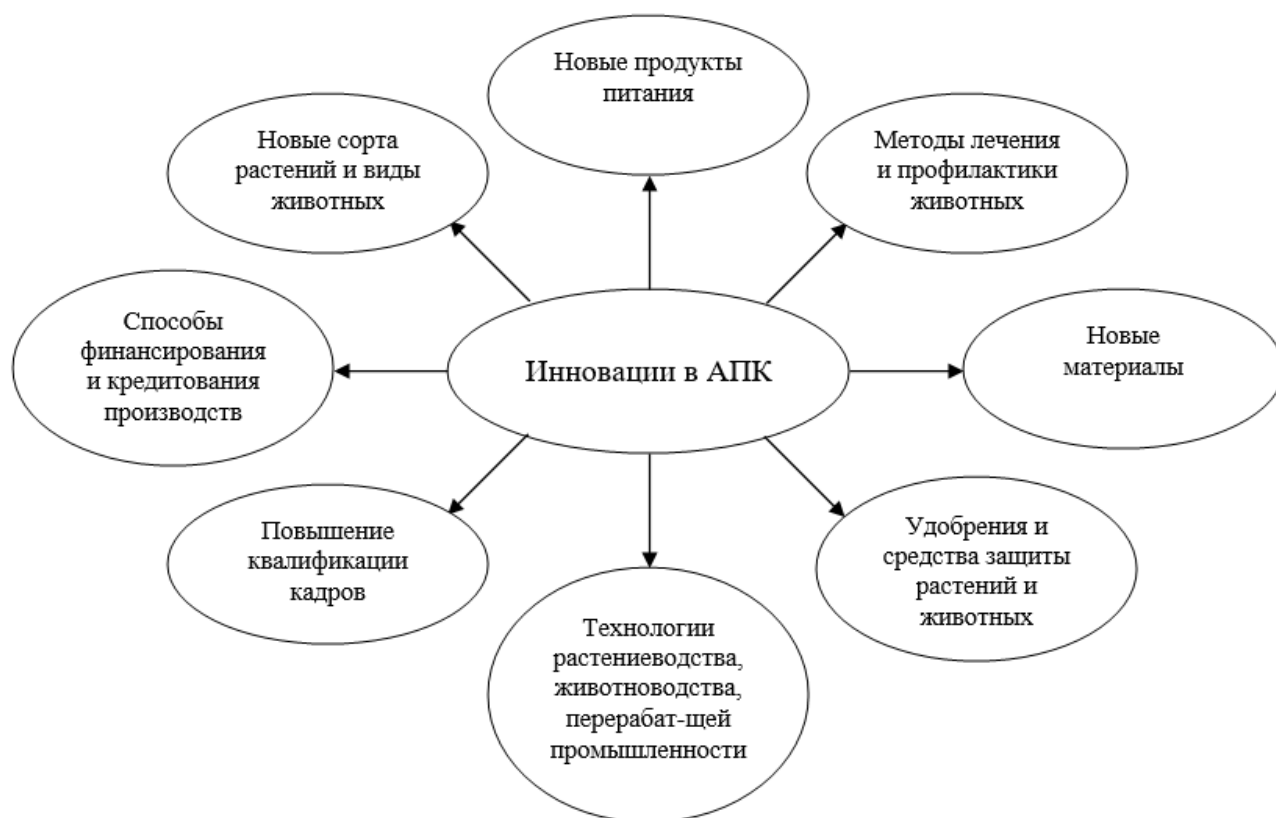 Новые продукты
питания
Новые сорта
растений и виды
животных
Методы лечения
и профилактики
животных
Способы
финансирования
и кредитования
производств
Инновации в АПК
Новые
материалы
Повышение
квалификации
кадров
Удобрения и
средства защиты
растений и
животных
Технологии
растениеводства,
животноводства,
перерабат-щей
промышленности